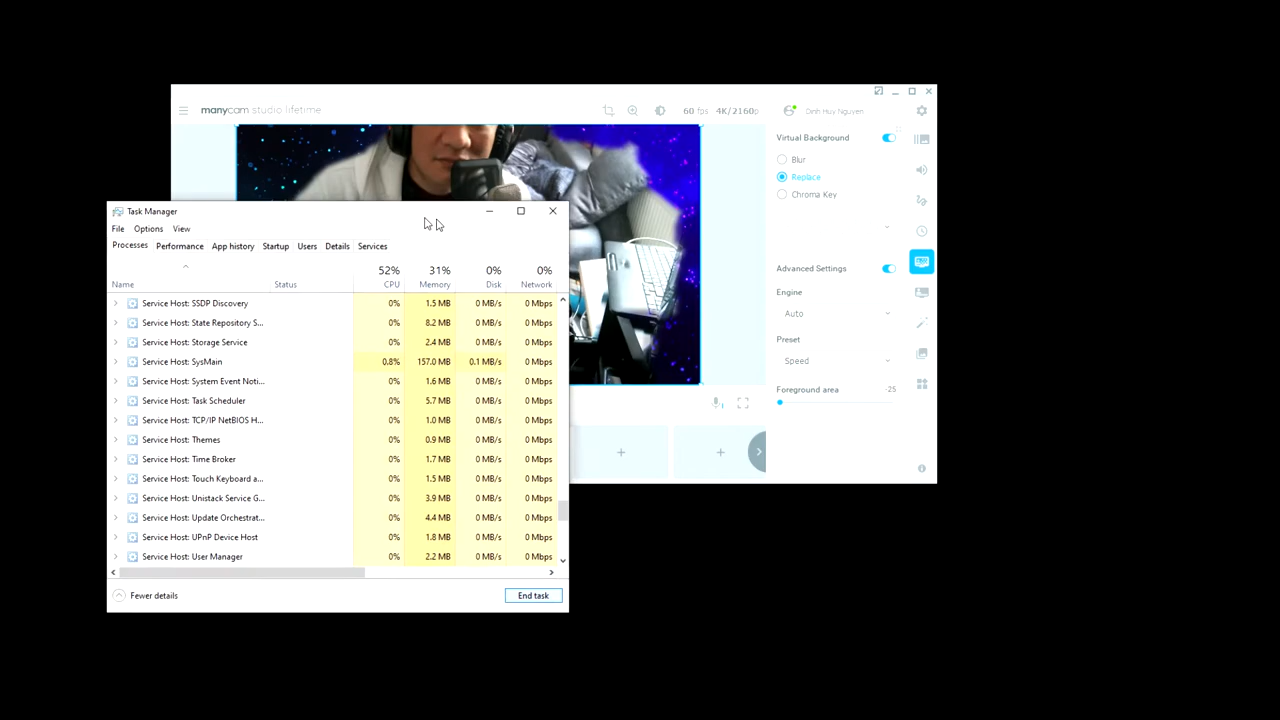 manycam studio lifetime
60 fps 4K/2160p
Dinh Huy Nguyen
Virtual Background
Blur
Replace
Chroma Key
Advanced Settings
Engine
Auto
Preset
Speed
Foreground area -25
Task Manager
File Options View
Processes Performance App history Startup Users Details Services
52% 31% 0% 0%
Name Status CPU Memory Disk Network
Service Host: SSDP Discovery 0% 1.5 MB 0 MB/s 0 Mbps
Service Host: State Repository S... 0% 8.2 MB 0 MB/s 0 Mbps
Service Host: Storage Service 0% 2.4 MB 0 MB/s 0 Mbps
Service Host: SysMain 0.8% 157.0 MB 0.1 MB/s 0 Mbps
Service Host: System Event Noti... 0% 1.6 MB 0 MB/s 0 Mbps
Service Host: Task Scheduler 0% 5.7 MB 0 MB/s 0 Mbps
Service Host: TCP/IP NetBIOS H... 0% 1.0 MB 0 MB/s 0 Mbps
Service Host: Themes 0% 0.9 MB 0 MB/s 0 Mbps
Service Host: Time Broker 0% 1.7 MB 0 MB/s 0 Mbps
Service Host: Touch Keyboard a... 0% 1.5 MB 0 MB/s 0 Mbps
Service Host: Unistack Service G... 0% 3.9 MB 0 MB/s 0 Mbps
Service Host: Update Orchestrat... 0% 4.4 MB 0 MB/s 0 Mbps
Service Host: UPnP Device Host 0% 1.8 MB 0 MB/s 0 Mbps
Service Host: User Manager 0% 2.2 MB 0 MB/s 0 Mbps
Fewer details
End task